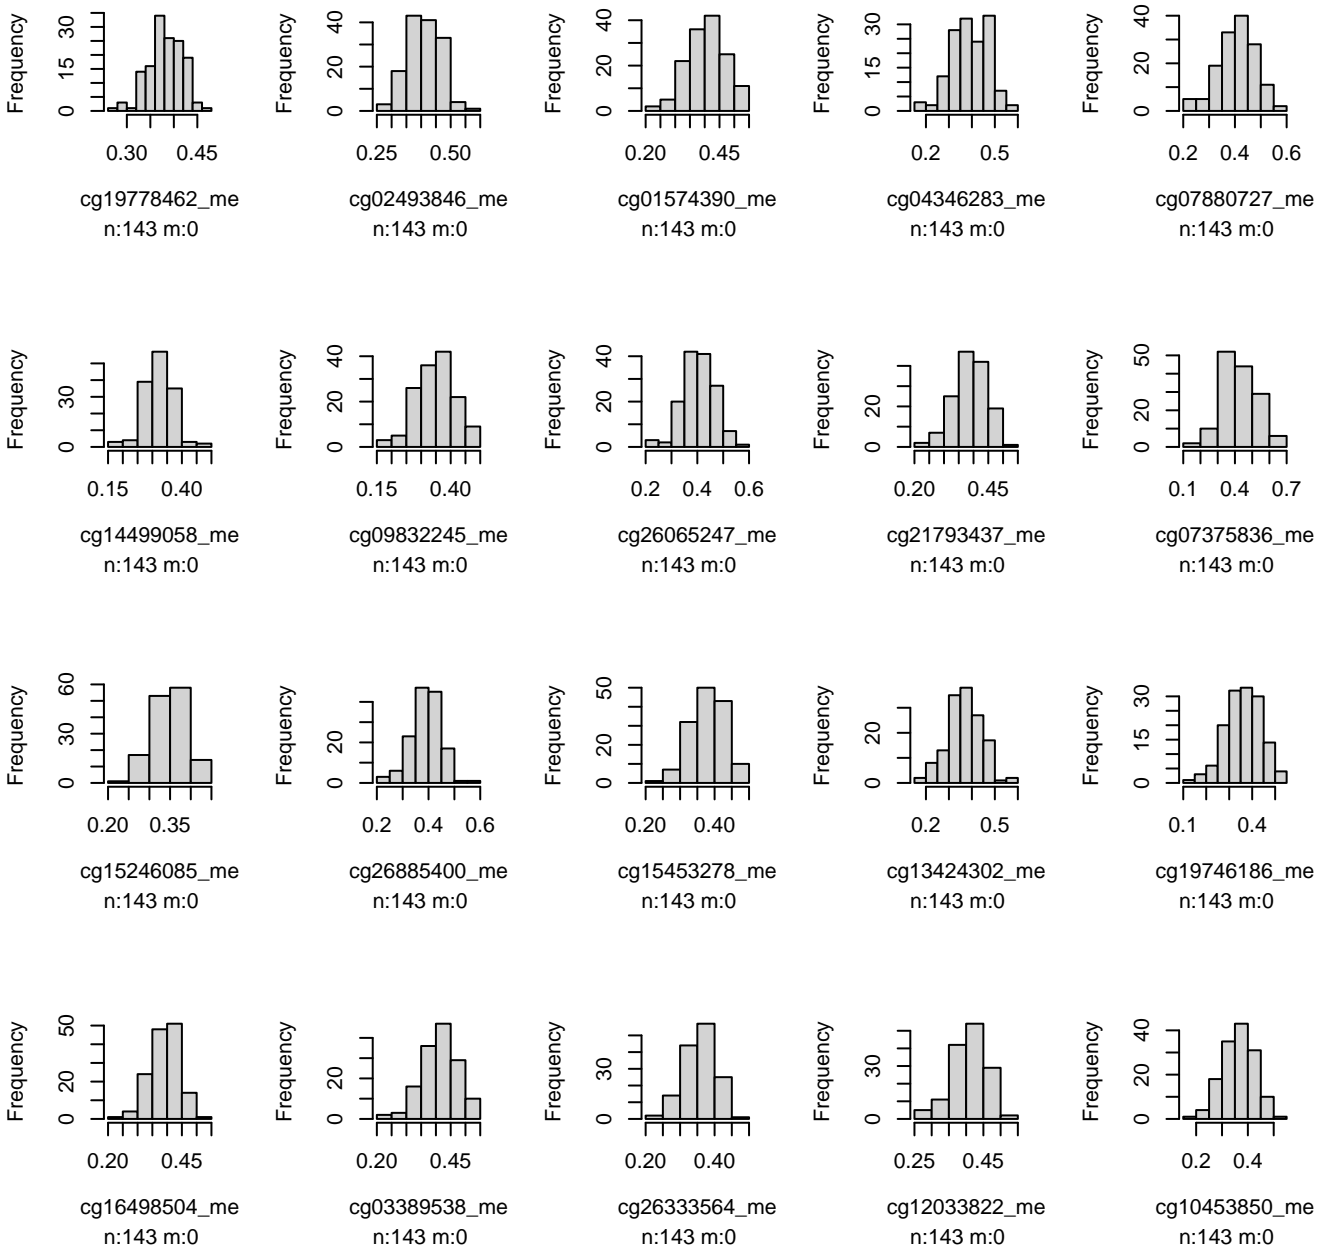 Frequency
0 15 30
0.30 0.45
cg19778462_me
n:143 m:0
Frequency
0 20 40
0.25 0.50
cg02493846_me
n:143 m:0
Frequency
0 20 40
0.20 0.45
cg01574390_me
n:143 m:0
Frequency
0 15 30
0.2 0.5
cg04346283_me
n:143 m:0
Frequency
0 20 40
0.2 0.4 0.6
cg07880727_me
n:143 m:0
Frequency
0 30
0.15 0.40
cg14499058_me
n:143 m:0
Frequency
0 20 40
0.15 0.40
cg09832245_me
n:143 m:0
Frequency
0 20 40
0.2 0.4 0.6
cg26065247_me
n:143 m:0
Frequency
0 20
0.20 0.45
cg21793437_me
n:143 m:0
Frequency
0 20 50
0.1 0.4 0.7
cg07375836_me
n:143 m:0
Frequency
0 30 60
0.20 0.35
cg15246085_me
n:143 m:0
Frequency
0 20
0.2 0.4 0.6
cg26885400_me
n:143 m:0
Frequency
0 20 50
0.20 0.40
cg15453278_me
n:143 m:0
Frequency
0 20
0.2 0.5
cg13424302_me
n:143 m:0
Frequency
0 15 30
0.1 0.4
cg19746186_me
n:143 m:0
Frequency
0 20 50
0.20 0.45
cg16498504_me
n:143 m:0
Frequency
0 20
0.20 0.45
cg03389538_me
n:143 m:0
Frequency
0 30
0.20 0.40
cg26333564_me
n:143 m:0
Frequency
0 30
0.25 0.45
cg12033822_me
n:143 m:0
Frequency
0 20 40
0.2 0.4
cg10453850_me
n:143 m:0